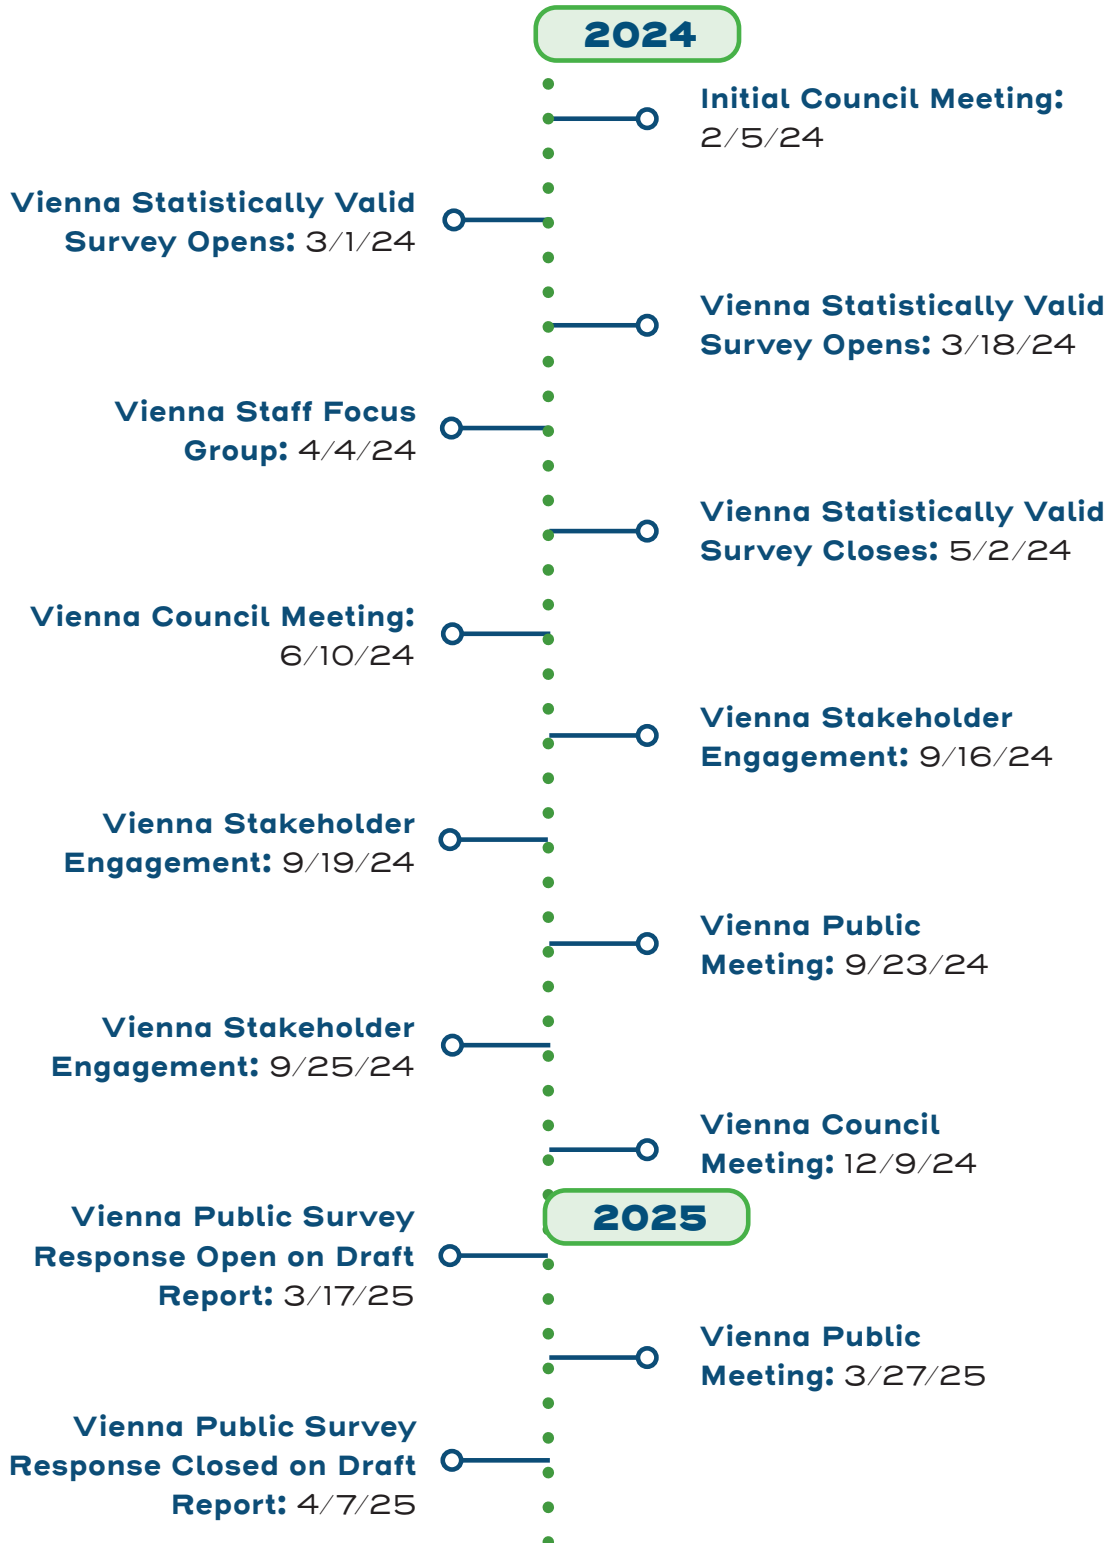 2024
Initial Council Meeting:
2/5/24
Vienna Statistically Valid
Survey Opens: 3/1/24
Vienna Statistically Valid
Survey Opens: 3/18/24
Vienna Staff Focus
Group: 4/4/24
Vienna Statistically Valid
Survey Closes: 5/2/24
Vienna Council Meeting:
6/10/24
Vienna Stakeholder
Engagement: 9/16/24
Vienna Stakeholder
Engagement: 9/19/24
Vienna Public
Meeting: 9/23/24
Vienna Stakeholder
Engagement: 9/25/24
Vienna Council
Meeting: 12/9/24
2025
Vienna Public Survey
Response Open on Draft
Report: 3/17/25
Vienna Public
Meeting: 3/27/25
Vienna Public Survey
Response Closed on Draft
Report: 4/7/25